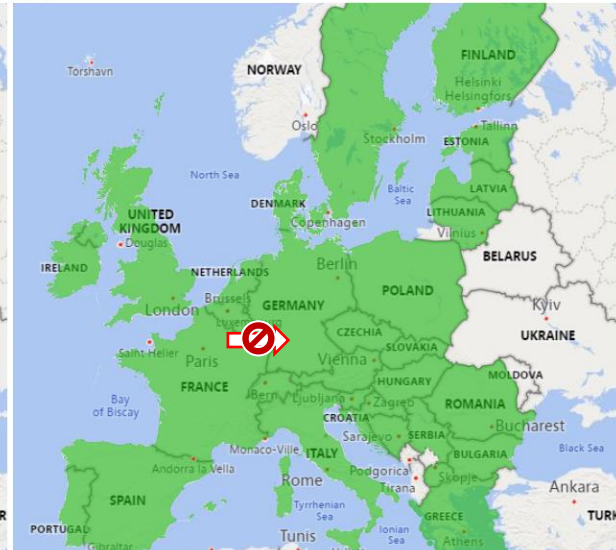 FINLAND
Torshavn
NORWAY
Helsinki
Helsingfors
Oslo
Tallinn
Stockholm
ESTONIA
North Sea
LATVIA
Baltic
Sea
DENMARK
LITHUANIA
Copenhagen
UNITED
KINGDOM
Vilnius
Douglas
BELARUS
IRELAND
NETHERLANDS
Berlin
POLAND
London
Brussels
GERMANY
Kyiv
Luxembourg
CZECHIA
UKRAINE
Saint Helier
Paris
SLOVAKIA
Vienna
MOLDOVA
FRANCE
Bern
HUNGARY
Bay
of Biscay
Ljubljana
Zagreb
ROMANIA
CROATIA
Bucharest
Sarajevo
SERBIA
Monaco-Ville
ITALY
BULGARIA
Black Sea
Andorra la Vella
Podgorica
Rome
Skopje
Ankara
Tirana
SPAIN
Tyrrhenian
Sea
R
TURK
PORTUGAL
GREECE
Ionian
Sea
Tunis
Athens
Gibraltar